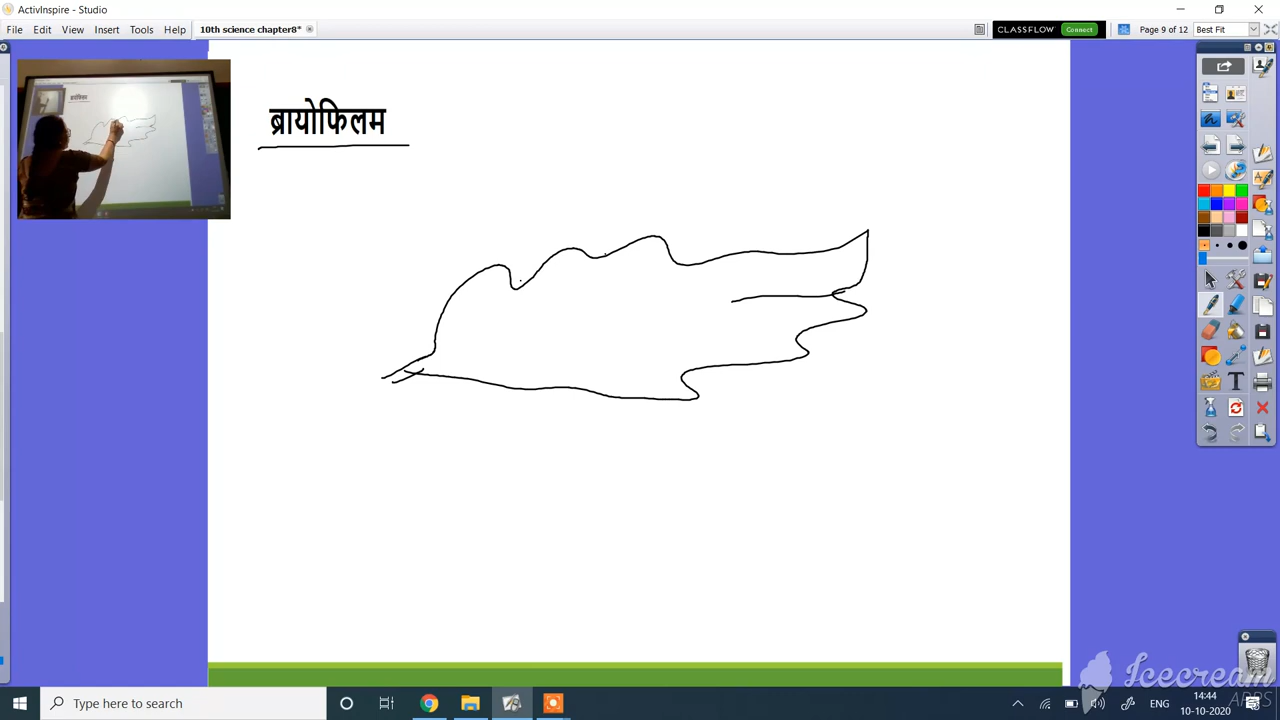 ActivInspire - Studio
File Edit View Insert Tools Help 10th science chapter8* CLASSFLOW Connect Page 9 of 12 Best Fit
ब्रायोफिलम
Icecream
APPS
Type here to search
ENG
14:44
10-10-2020